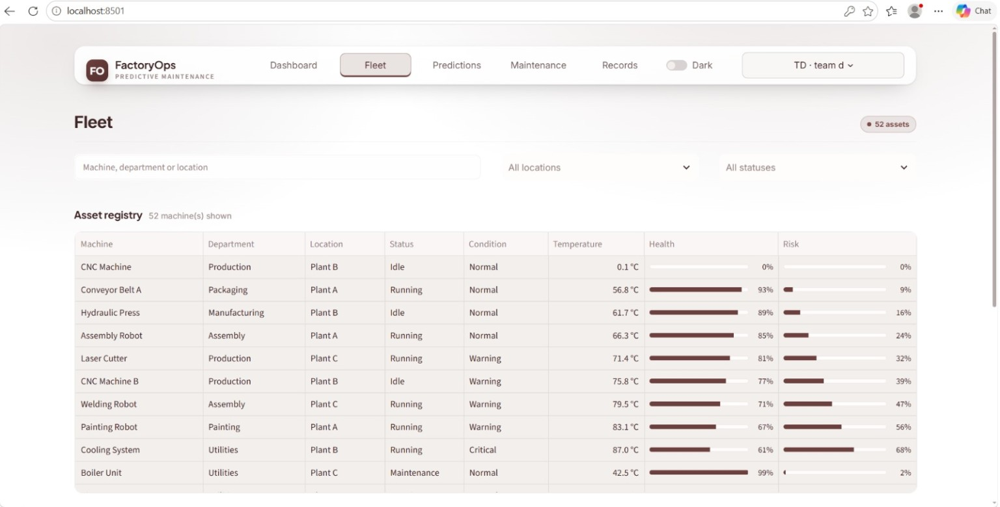 localhost:8501
Chat
FO
FactoryOps
PREDICTIVE MAINTENANCE
Dashboard
Fleet
Predictions
Maintenance
Records
Dark
TD · team d
Fleet
52 assets
Machine, department or location
All locations
All statuses
Asset registry 52 machine(s) shown
Machine Department Location Status Condition Temperature Health Risk
CNC Machine Production Plant B Idle Normal 0.1 °C 0% 0%
Conveyor Belt A Packaging Plant A Running Normal 56.8 °C 93% 9%
Hydraulic Press Manufacturing Plant B Idle Normal 61.7 °C 89% 16%
Assembly Robot Assembly Plant A Running Normal 66.3 °C 85% 24%
Laser Cutter Production Plant C Running Warning 71.4 °C 81% 32%
CNC Machine B Production Plant B Idle Warning 75.8 °C 77% 39%
Welding Robot Assembly Plant C Running Warning 79.5 °C 71% 47%
Painting Robot Painting Plant A Running Warning 83.1 °C 67% 56%
Cooling System Utilities Plant B Running Critical 87.0 °C 61% 68%
Boiler Unit Utilities Plant C Maintenance Normal 42.5 °C 99% 2%